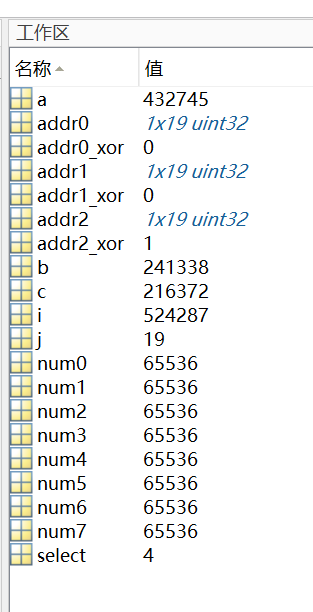 工作区
名称 值
a 432745
addr0 1x19 uint32
addr0_xor 0
addr1 1x19 uint32
addr1_xor 0
addr2 1x19 uint32
addr2_xor 1
b 241338
c 216372
i 524287
j 19
num0 65536
num1 65536
num2 65536
num3 65536
num4 65536
num5 65536
num6 65536
num7 65536
select 4